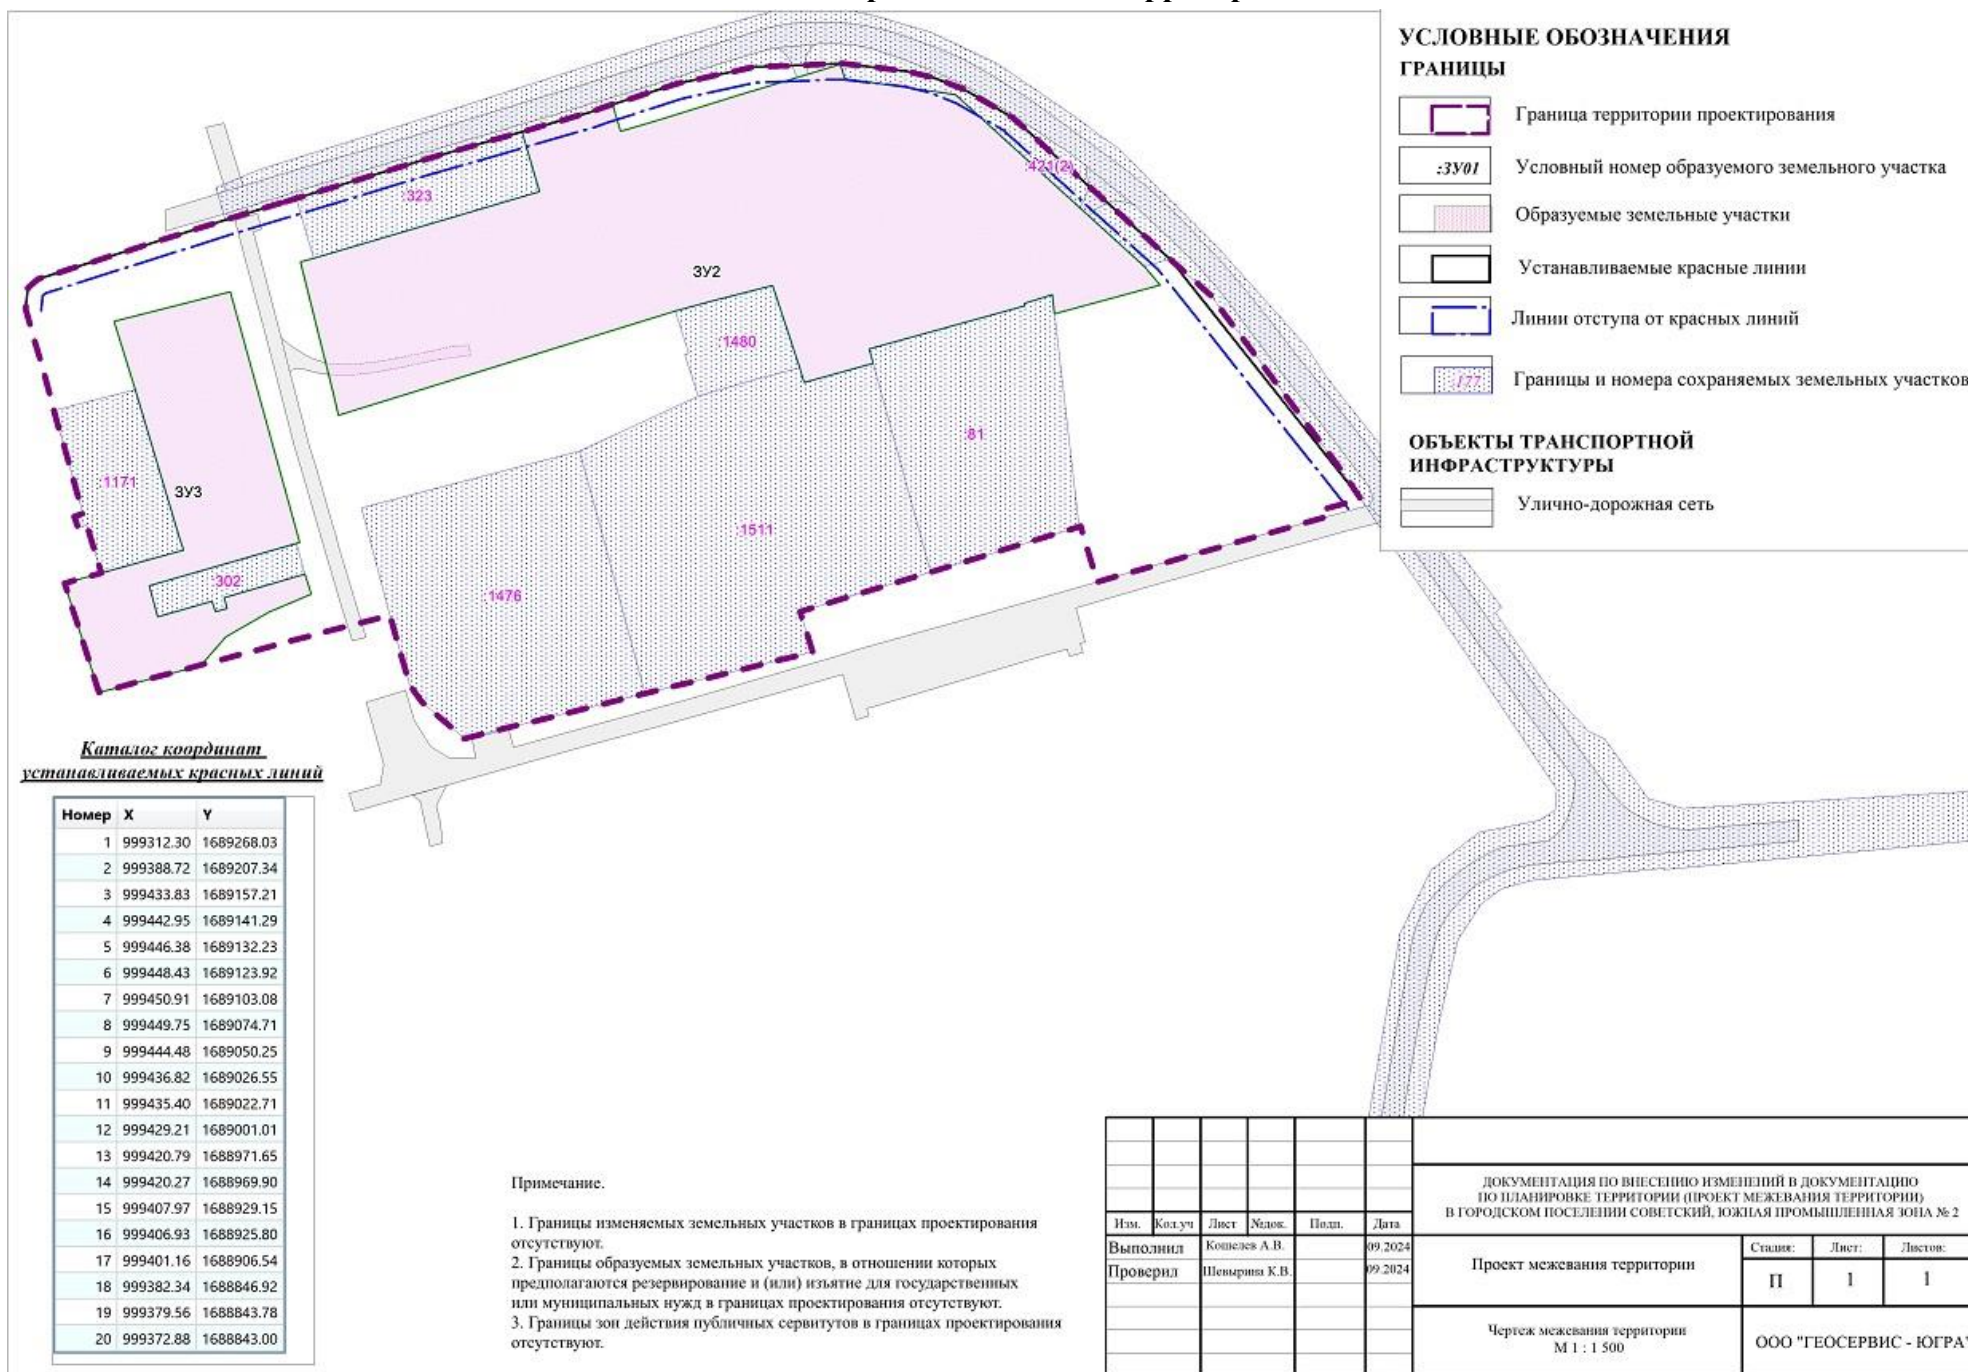 УСЛОВНЫЕ ОБОЗНАЧЕНИЯ
ГРАНИЦЫ
Граница территории проектирования
:ЗУ01 Условный номер образуемого земельного участка
Образуемые земельные участки
Устанавливаемые красные линии
Линии отступа от красных линий
:177 Границы и номера сохраняемых земельных участков
ОБЪЕКТЫ ТРАНСПОРТНОЙ
ИНФРАСТРУКТУРЫ
Улично-дорожная сеть
:421(2)
:323
ЗУ2
:1480
:81
:1171
ЗУ3
:1511
:302
:1476
Каталог координат
устанавливаемых красных линий
Номер X Y
1 999312.30 1689268.03
2 999388.72 1689207.34
3 999433.83 1689157.21
4 999442.95 1689141.29
5 999446.38 1689132.23
6 999448.43 1689123.92
7 999450.91 1689103.08
8 999449.75 1689074.71
9 999444.48 1689050.25
10 999436.82 1689026.55
11 999435.40 1689022.71
12 999429.21 1689001.01
13 999420.79 1688971.65
14 999420.27 1688969.90
15 999407.97 1688929.15
16 999406.93 1688925.80
17 999401.16 1688906.54
18 999382.34 1688846.92
19 999379.56 1688843.78
20 999372.88 1688843.00
Примечание.
1. Границы изменяемых земельных участков в границах проектирования
отсутствуют.
2. Границы образуемых земельных участков, в отношении которых
предполагаются резервирование и (или) изъятие для государственных
или муниципальных нужд в границах проектирования отсутствуют.
3. Границы зон действия публичных сервитутов в границах проектирования
отсутствуют.
ДОКУМЕНТАЦИЯ ПО ВНЕСЕНИЮ ИЗМЕНЕНИЙ В ДОКУМЕНТАЦИЮ
ПО ПЛАНИРОВКЕ ТЕРРИТОРИИ (ПРОЕКТ МЕЖЕВАНИЯ ТЕРРИТОРИИ)
В ГОРОДСКОМ ПОСЕЛЕНИИ СОВЕТСКИЙ, ЮЖНАЯ ПРОМЫШЛЕННАЯ ЗОНА № 2
Изм. Кол.уч Лист №док. Подп. Дата
Выполнил Кошелев А.В. 09.2024
Проверил Шевырина К.В. 09.2024
Проект межевания территории
Стадия: Лист: Листов:
П 1 1
Чертеж межевания территории
М 1 : 1 500
ООО "ГЕОСЕРВИС - ЮГРА"